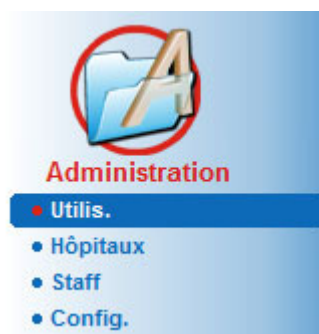 Administration
Utilis.
Hôpitaux
Staff
Config.